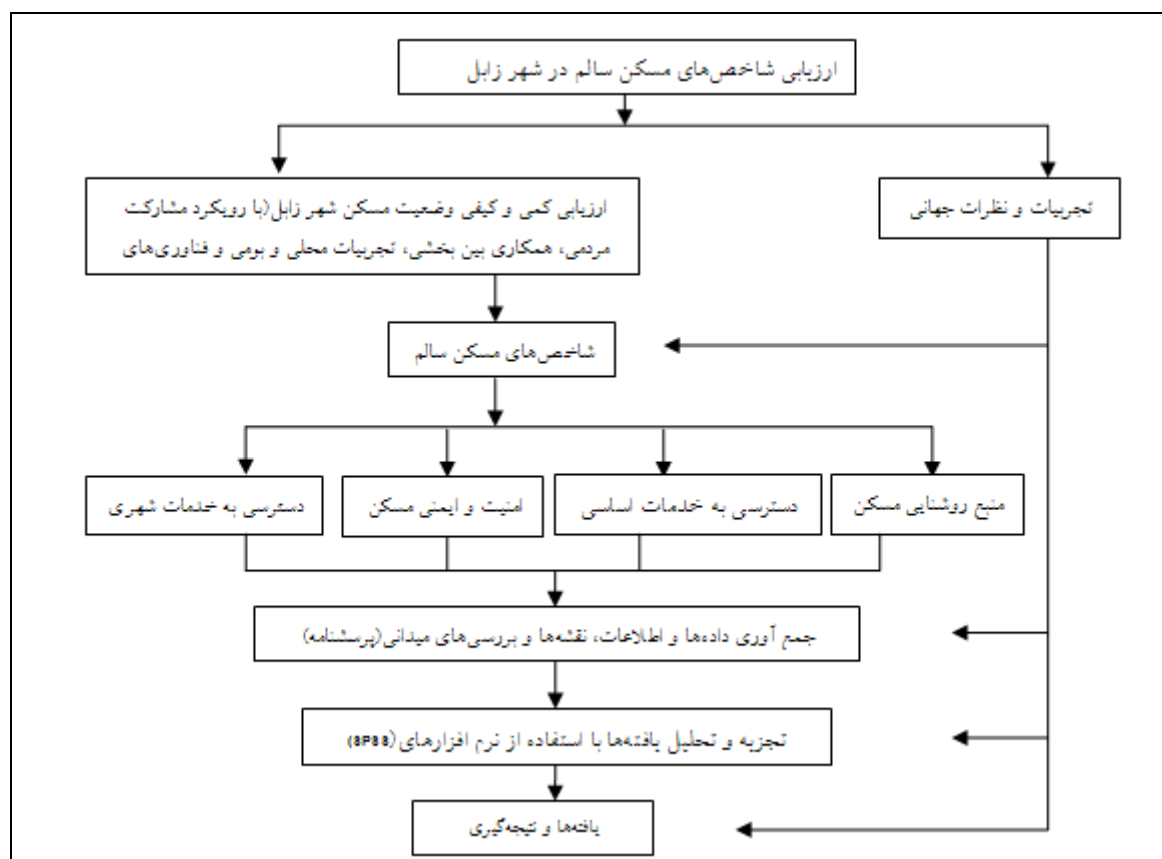 ارزیابی شاخص‌های مسکن سالم در شهر زابل
تجربیات و نظرات جهانی
ارزیابی کمی و کیفی وضعیت مسکن شهر زابل(با رویکرد مشارکت
مردمی، همکاری بین بخشی، تجربیات محلی و بومی و فناوری‌های
شاخص‌های مسکن سالم
منبع روشنایی مسکن
دسترسی به خدمات اساسی
امنیت و ایمنی مسکن
دسترسی به خدمات شهری
جمع آوری داده‌ها و اطلاعات، نقشه‌ها و بررسی‌های میدانی(پرسشنامه)
تجزیه و تحلیل یافته‌ها با استفاده از نرم افزارهای(SPSS)
یافته‌ها و نتیجه‌گیری